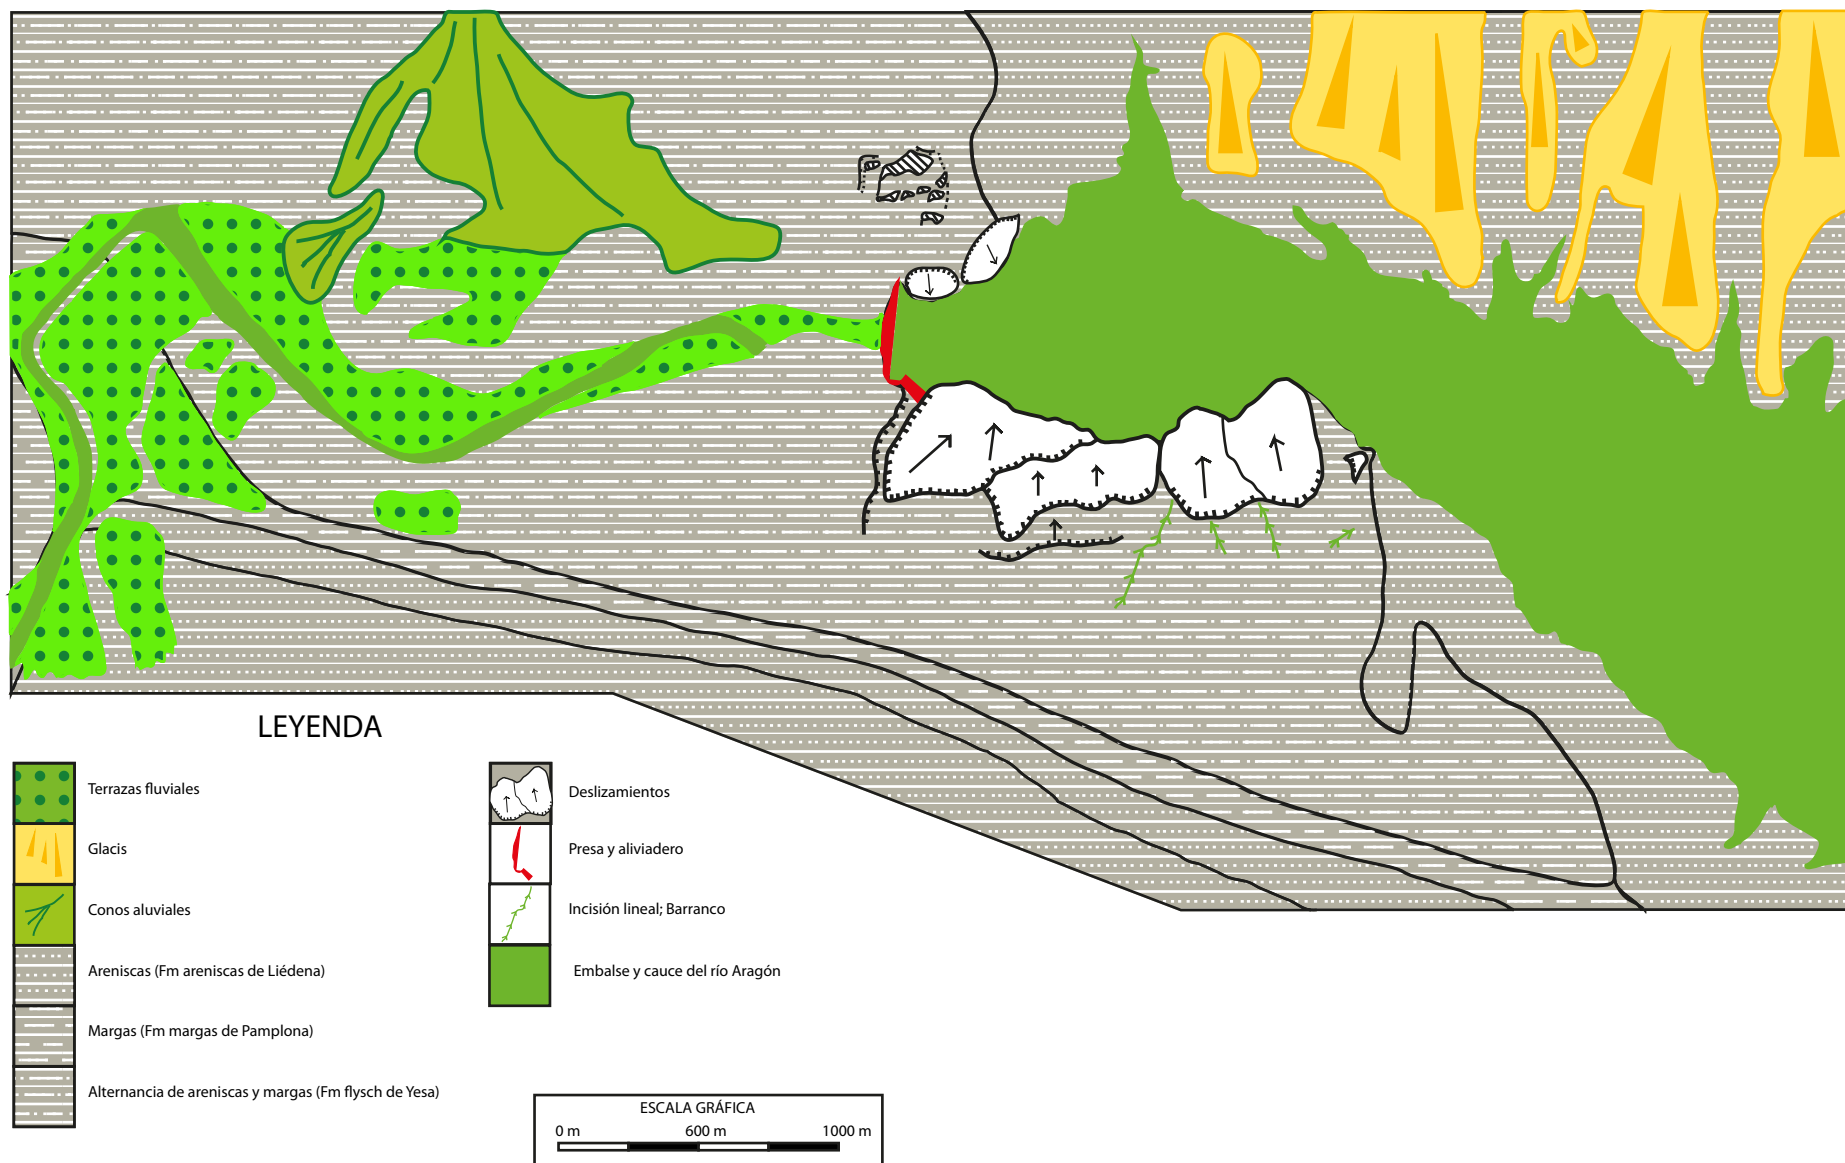 LEYENDA
Terrazas fluviales
Glacis
Conos aluviales
Areniscas (Fm areniscas de Liédena)
Margas (Fm margas de Pamplona)
Alternancia de areniscas y margas (Fm flysch de Yesa)
Deslizamientos
Presa y aliviadero
Incisión lineal; Barranco
Embalse y cauce del río Aragón
ESCALA GRÁFICA
0 m 600 m 1000 m